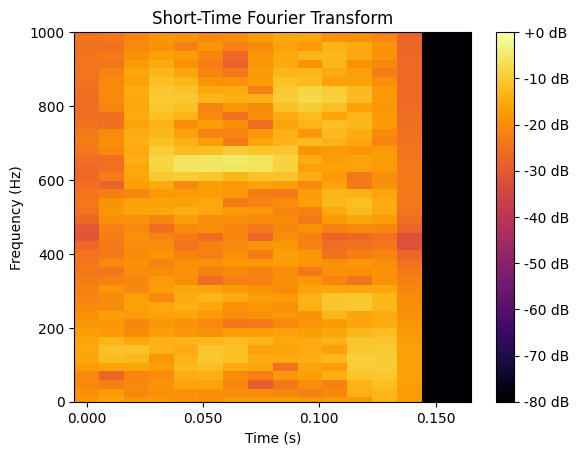 Short-Time Fourier Transform
1000
800
600
400
200
0
Frequency (Hz)
0.000
0.050
0.100
0.150
Time (s)
+0 dB
-10 dB
-20 dB
-30 dB
-40 dB
-50 dB
-60 dB
-70 dB
-80 dB